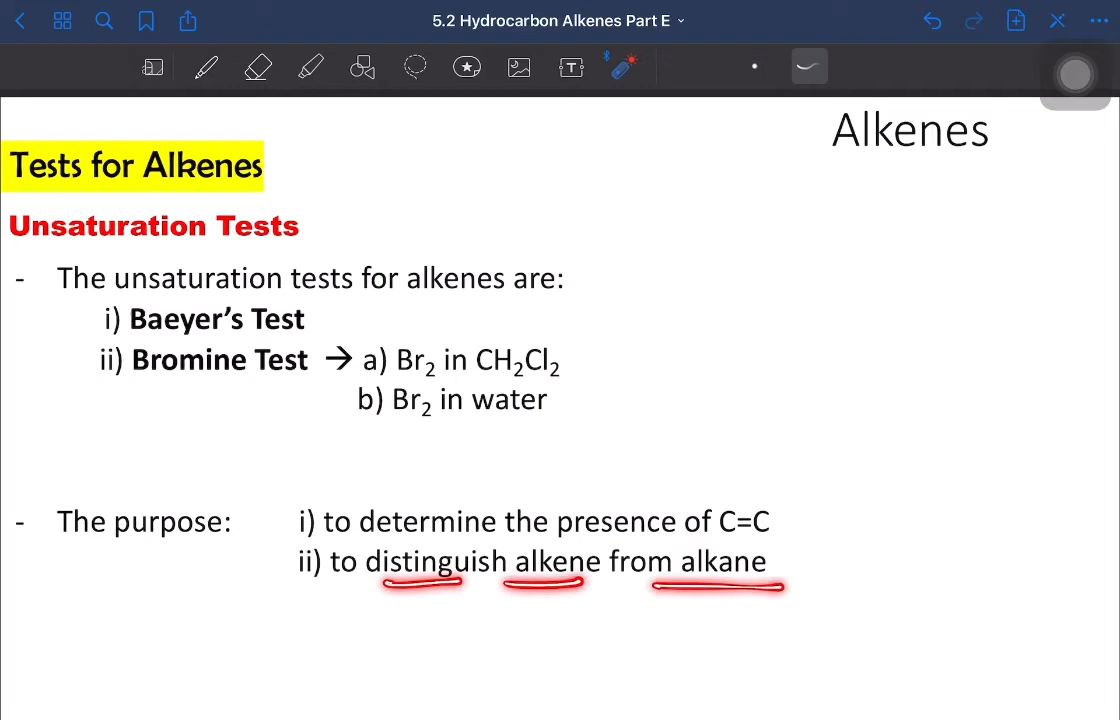 5.2 Hydrocarbon Alkenes Part E
Alkenes
Tests for Alkenes
Unsaturation Tests
- The unsaturation tests for alkenes are:
i) Baeyer’s Test
ii) Bromine Test → a) Br₂ in CH₂Cl₂
b) Br₂ in water
- The purpose: i) to determine the presence of C=C
ii) to distinguish alkene from alkane